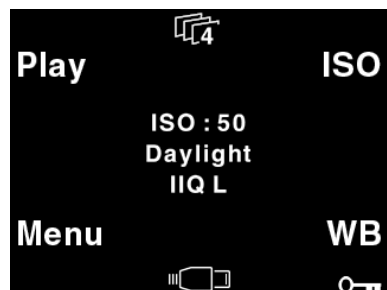 4
Play
ISO
ISO : 50
Daylight
IIQ L
Menu
WB